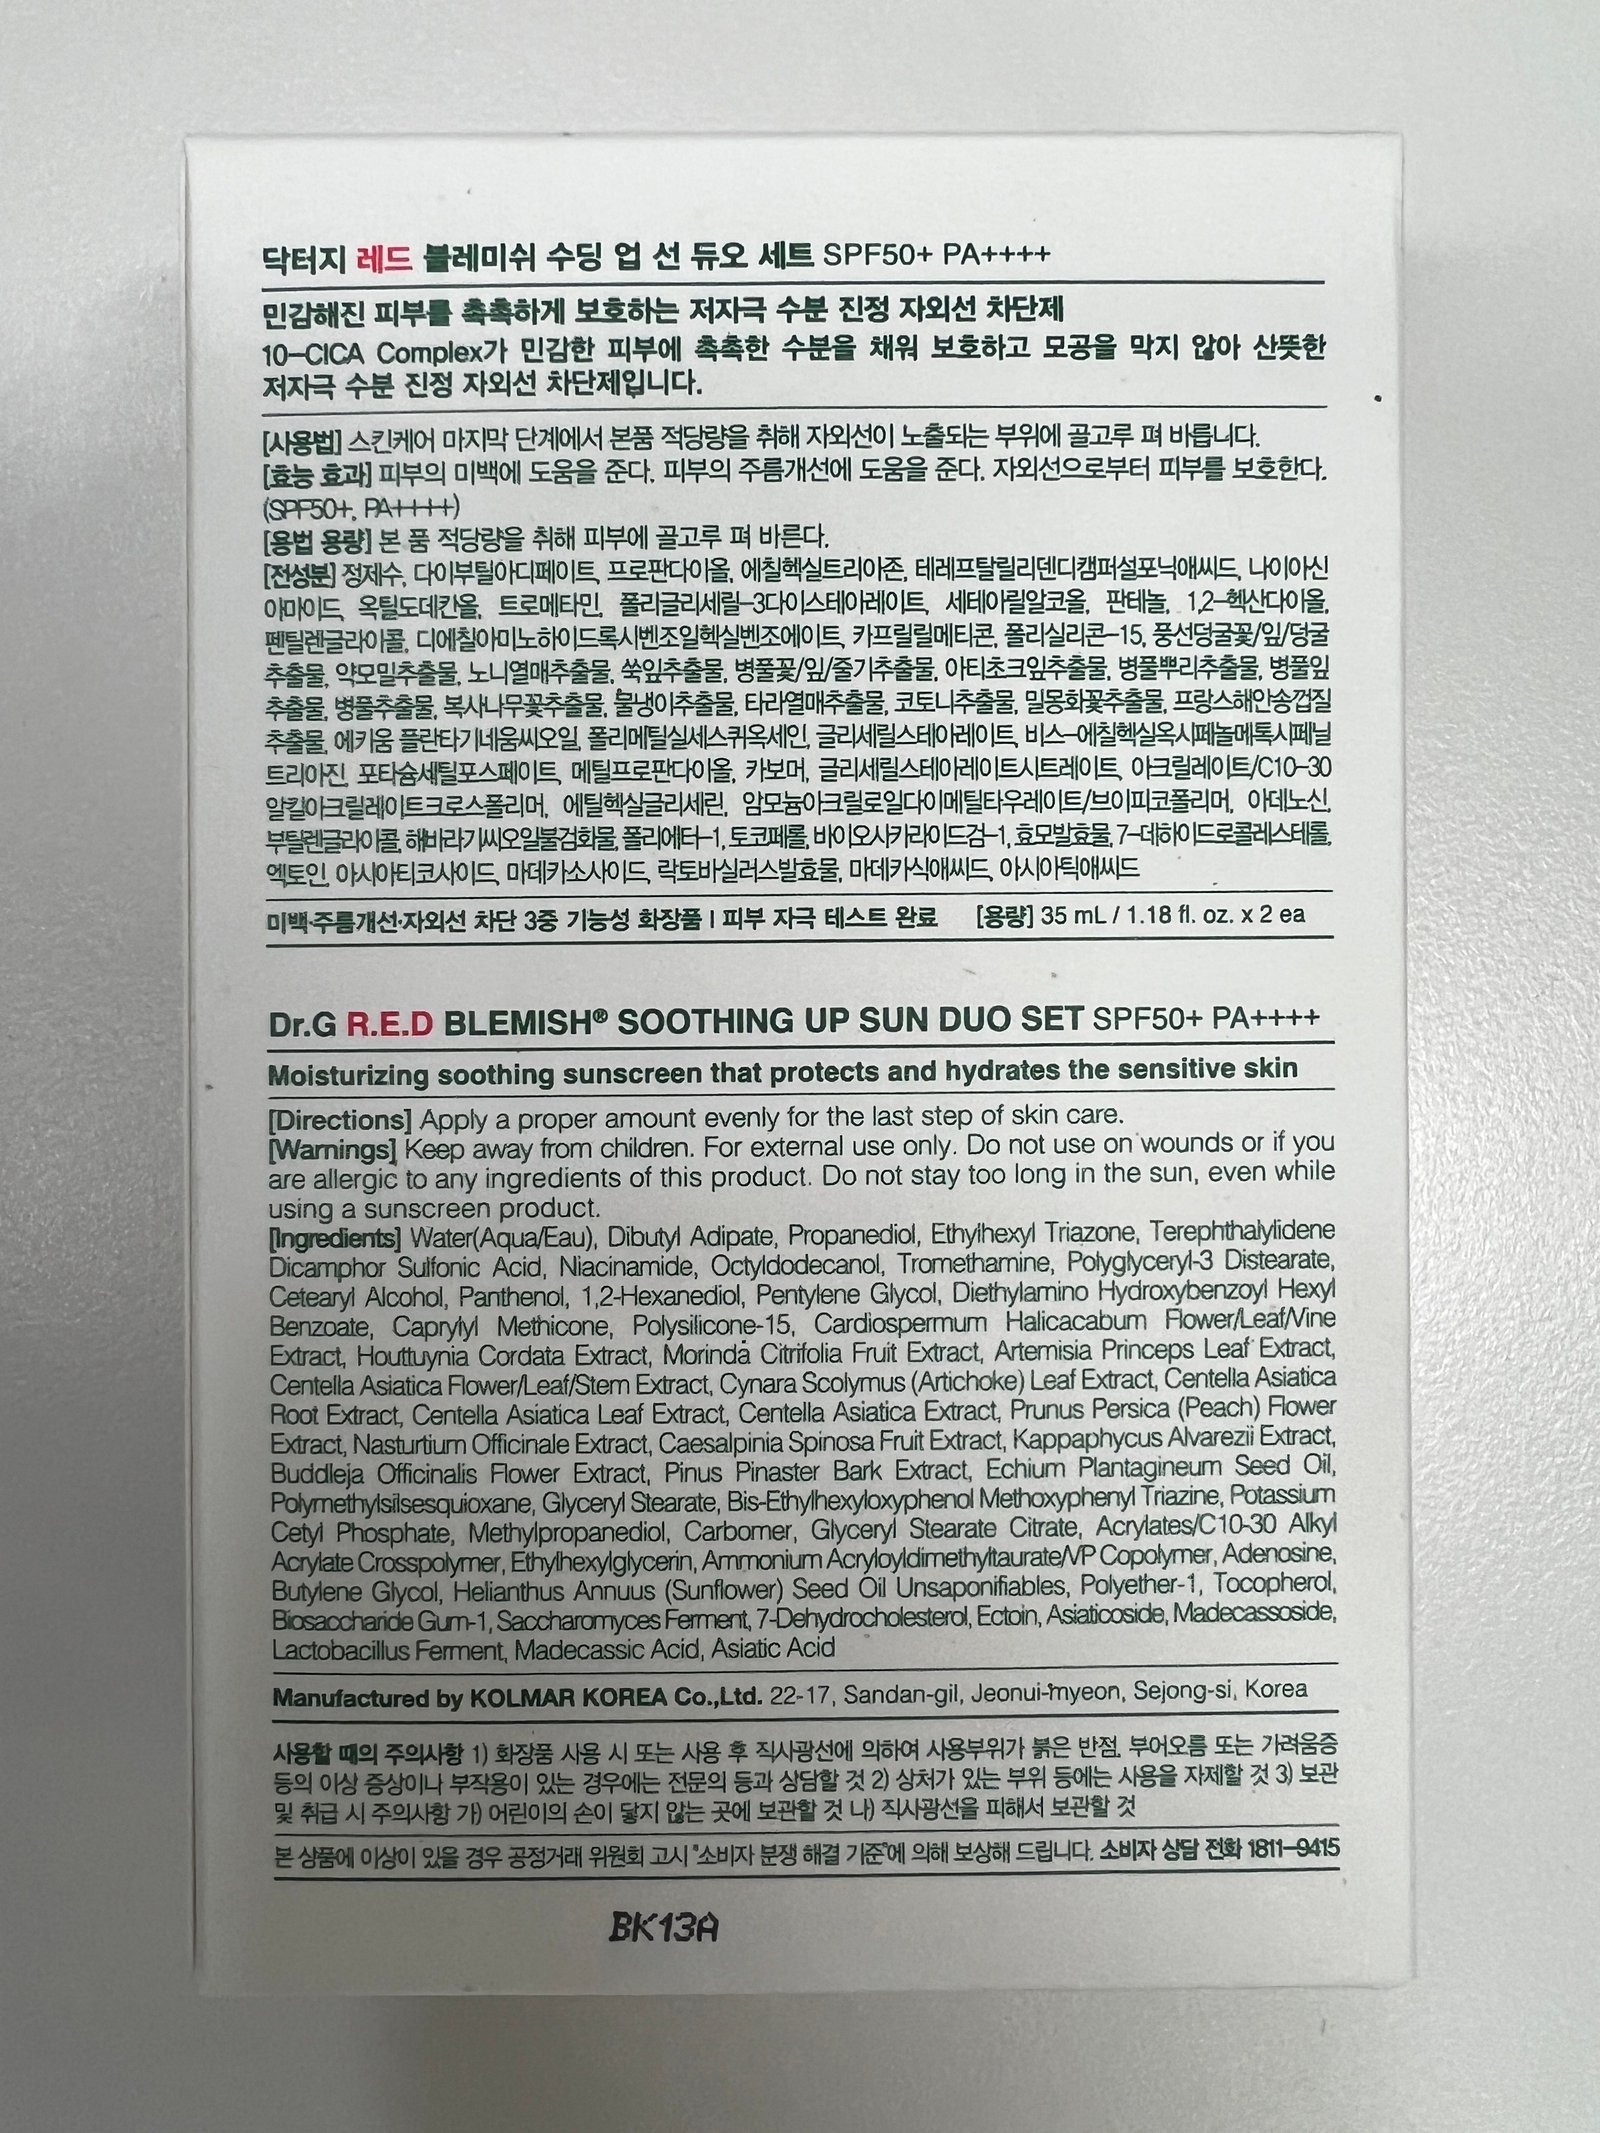 닥터지 레드 블레미쉬 수딩 업 선 듀오 세트 SPF50+ PA++++
민감해진 피부를 촉촉하게 보호하는 저자극 수분 진정 자외선 차단제
10-CICA Complex가 민감한 피부에 촉촉한 수분을 채워 보호하고 모공을 막지 않아 산뜻한
저자극 수분 진정 자외선 차단제입니다.
[사용법] 스킨케어 마지막 단계에서 본품 적당량을 취해 자외선이 노출되는 부위에 골고루 펴 바릅니다.
[효능 효과] 피부의 미백에 도움을 준다. 피부의 주름개선에 도움을 준다. 자외선으로부터 피부를 보호한다.
(SPF50+, PA++++)
[용법 용량] 본 품 적당량을 취해 피부에 골고루 펴 바른다.
[전성분] 정제수, 다이부틸아디페이트, 프로판다이올, 에칠헥실트리아존, 테레프탈릴리덴디캠퍼설포닉애씨드, 나이아신
아마이드, 옥틸도데칸올, 트로메타민, 폴리글리세릴-3다이스테아레이트, 세테아릴알코올, 판테놀, 1,2-헥산다이올,
펜틸렌글라이콜, 디에칠아미노하이드록시벤조일헥실벤조에이트, 카프릴릴메티콘, 폴리실리콘-15, 풍선덩굴꽃/잎/덩굴
추출물, 약모밀추출물, 노니열매추출물, 쑥잎추출물, 병풀꽃/잎/줄기추출물, 아티초크잎추출물, 병풀뿌리추출물, 병풀잎
추출물, 병풀추출물, 복사나무꽃추출물, 물냉이추출물, 타라열매추출물, 코토니추출물, 밀몽화꽃추출물, 프랑스해안송껍질
추출물, 에키움 플란타기네움씨오일, 폴리메틸실세스퀴옥세인, 글리세릴스테아레이트, 비스-에칠헥실옥시페놀메톡시페닐
트리아진, 포타슘세틸포스페이트, 메틸프로판다이올, 카보머, 글리세릴스테아레이트시트레이트, 아크릴레이트/C10-30
알킬아크릴레이트크로스폴리머, 에틸헥실글리세린, 암모늄아크릴로일다이메틸타우레이트/브이피코폴리머, 아데노신,
부틸렌글라이콜, 해바라기씨오일불검화물, 폴리에터-1, 토코페롤, 바이오사카라이드검-1, 효모발효물, 7-데하이드로콜레스테롤,
엑토인, 아시아티코사이드, 마데카소사이드, 락토바실러스발효물, 마데카식애씨드, 아시아틱애씨드
미백·주름개선·자외선 차단 3중 기능성 화장품 | 피부 자극 테스트 완료 [용량] 35 mL / 1.18 fl. oz. x 2 ea
Dr.G R.E.D BLEMISH® SOOTHING UP SUN DUO SET SPF50+ PA++++
Moisturizing soothing sunscreen that protects and hydrates the sensitive skin
[Directions] Apply a proper amount evenly for the last step of skin care.
[Warnings] Keep away from children. For external use only. Do not use on wounds or if you
are allergic to any ingredients of this product. Do not stay too long in the sun, even while
using a sunscreen product.
[Ingredients] Water(Aqua/Eau), Dibutyl Adipate, Propanediol, Ethylhexyl Triazone, Terephthalylidene
Dicamphor Sulfonic Acid, Niacinamide, Octyldodecanol, Tromethamine, Polyglyceryl-3 Distearate,
Cetearyl Alcohol, Panthenol, 1,2-Hexanediol, Pentylene Glycol, Diethylamino Hydroxybenzoyl Hexyl
Benzoate, Caprylyl Methicone, Polysilicone-15, Cardiospermum Halicacabum Flower/Leaf/Vine
Extract, Houttuynia Cordata Extract, Morinda Citrifolia Fruit Extract, Artemisia Princeps Leaf Extract,
Centella Asiatica Flower/Leaf/Stem Extract, Cynara Scolymus (Artichoke) Leaf Extract, Centella Asiatica
Root Extract, Centella Asiatica Leaf Extract, Centella Asiatica Extract, Prunus Persica (Peach) Flower
Extract, Nasturtium Officinale Extract, Caesalpinia Spinosa Fruit Extract, Kappaphycus Alvarezii Extract,
Buddleja Officinalis Flower Extract, Pinus Pinaster Bark Extract, Echium Plantagineum Seed Oil,
Polymethylsilsesquioxane, Glyceryl Stearate, Bis-Ethylhexyloxyphenol Methoxyphenyl Triazine, Potassium
Cetyl Phosphate, Methylpropanediol, Carbomer, Glyceryl Stearate Citrate, Acrylates/C10-30 Alkyl
Acrylate Crosspolymer, Ethylhexylglycerin, Ammonium Acryloyldimethyltaurate/VP Copolymer, Adenosine,
Butylene Glycol, Helianthus Annuus (Sunflower) Seed Oil Unsaponifiables, Polyether-1, Tocopherol,
Biosaccharide Gum-1, Saccharomyces Ferment, 7-Dehydrocholesterol, Ectoin, Asiaticoside, Madecassoside,
Lactobacillus Ferment, Madecassic Acid, Asiatic Acid
Manufactured by KOLMAR KOREA Co.,Ltd. 22-17, Sandan-gil, Jeonui-myeon, Sejong-si, Korea
사용할 때의 주의사항 1) 화장품 사용 시 또는 사용 후 직사광선에 의하여 사용부위가 붉은 반점, 부어오름 또는 가려움증
등의 이상 증상이나 부작용이 있는 경우에는 전문의 등과 상담할 것 2) 상처가 있는 부위 등에는 사용을 자제할 것 3) 보관
및 취급 시 주의사항 가) 어린이의 손이 닿지 않는 곳에 보관할 것 나) 직사광선을 피해서 보관할 것
본 상품에 이상이 있을 경우 공정거래 위원회 고시 "소비자 분쟁 해결 기준"에 의해 보상해 드립니다. 소비자 상담 전화 1811-9415
BK13A